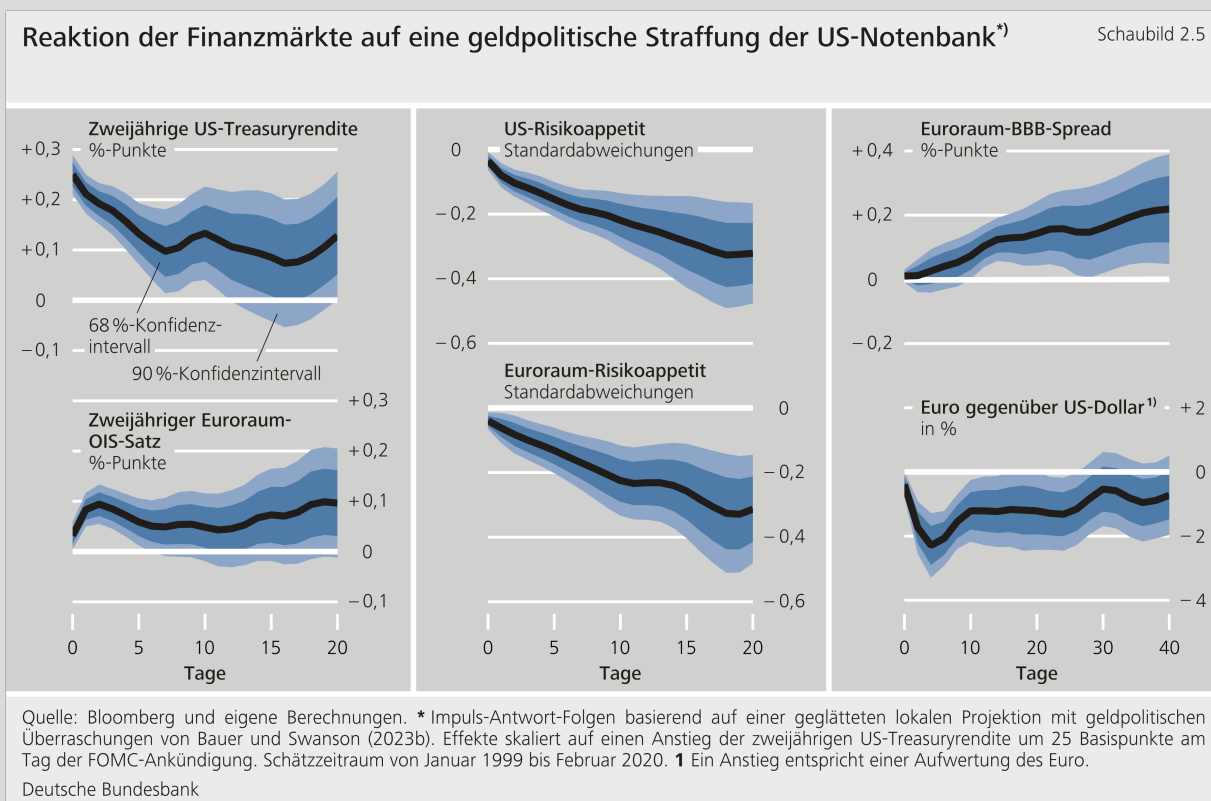 Reaktion der Finanzmärkte auf eine geldpolitische Straffung der US-Notenbank*)
Schaubild 2.5
Zweijährige US-Treasuryrendite
%-Punkte
+0,3
+0,2
+0,1
0
−0,1
68 %-Konfidenz-
intervall
90 %-Konfidenzintervall
Zweijähriger Euroraum-
OIS-Satz
%-Punkte
+0,3
+0,2
+0,1
0
−0,1
0 5 10 15 20
Tage
US-Risikoappetit
Standardabweichungen
0
−0,2
−0,4
−0,6
Euroraum-Risikoappetit
Standardabweichungen
0
−0,2
−0,4
−0,6
0 5 10 15 20
Tage
Euroraum-BBB-Spread
%-Punkte
+0,4
+0,2
0
−0,2
Euro gegenüber US-Dollar1)
in %
+2
0
−2
−4
0 10 20 30 40
Tage
Quelle: Bloomberg und eigene Berechnungen. * Impuls-Antwort-Folgen basierend auf einer geglätteten lokalen Projektion mit geldpolitischen
Überraschungen von Bauer und Swanson (2023b). Effekte skaliert auf einen Anstieg der zweijährigen US-Treasuryrendite um 25 Basispunkte am
Tag der FOMC-Ankündigung. Schätzzeitraum von Januar 1999 bis Februar 2020. 1 Ein Anstieg entspricht einer Aufwertung des Euro.
Deutsche Bundesbank